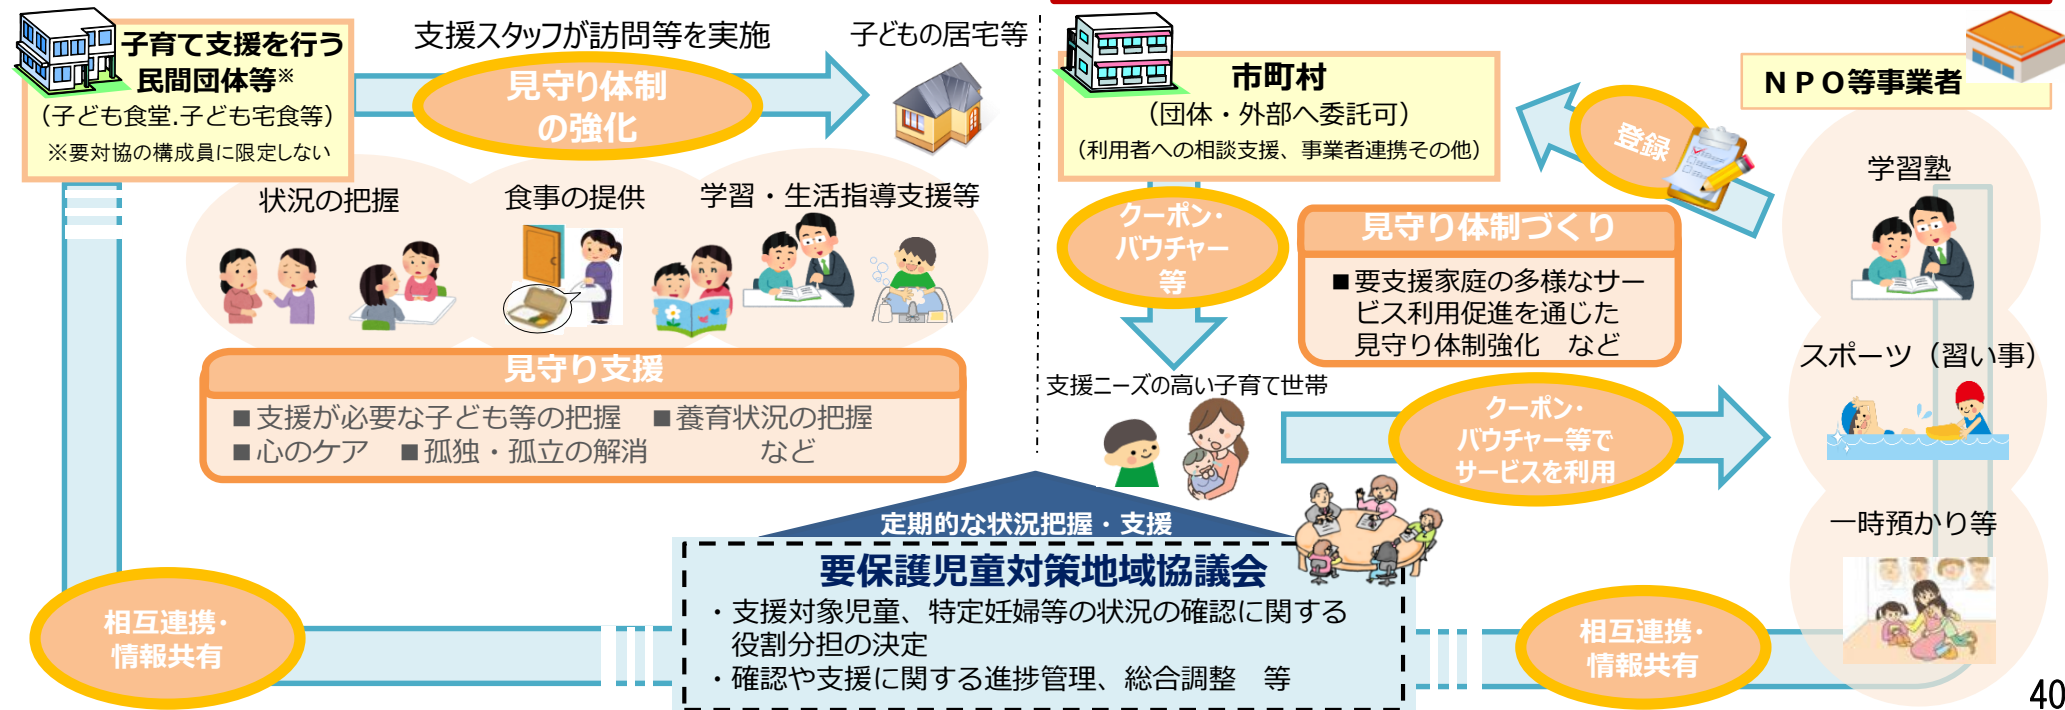 子育て支援を行う
民間団体等※
(子ども食堂.子ども宅食等)
※要対協の構成員に限定しない
支援スタッフが訪問等を実施
見守り体制
の強化
子どもの居宅等
状況の把握
食事の提供
学習・生活指導支援等
見守り支援
■支援が必要な子ども等の把握 ■養育状況の把握
■心のケア ■孤独・孤立の解消 など
市町村
(団体・外部へ委託可)
(利用者への相談支援、事業者連携その他)
登録
NPO等事業者
クーポン・
バウチャー
等
見守り体制づくり
■要支援家庭の多様なサー
ビス利用促進を通じた
見守り体制強化 など
支援ニーズの高い子育て世帯
クーポン・
バウチャー等で
サービスを利用
学習塾
スポーツ(習い事)
一時預かり等
定期的な状況把握・支援
要保護児童対策地域協議会
・支援対象児童、特定妊婦等の状況の確認に関する
役割分担の決定
・確認や支援に関する進捗管理、総合調整 等
相互連携・
情報共有
相互連携・
情報共有
40